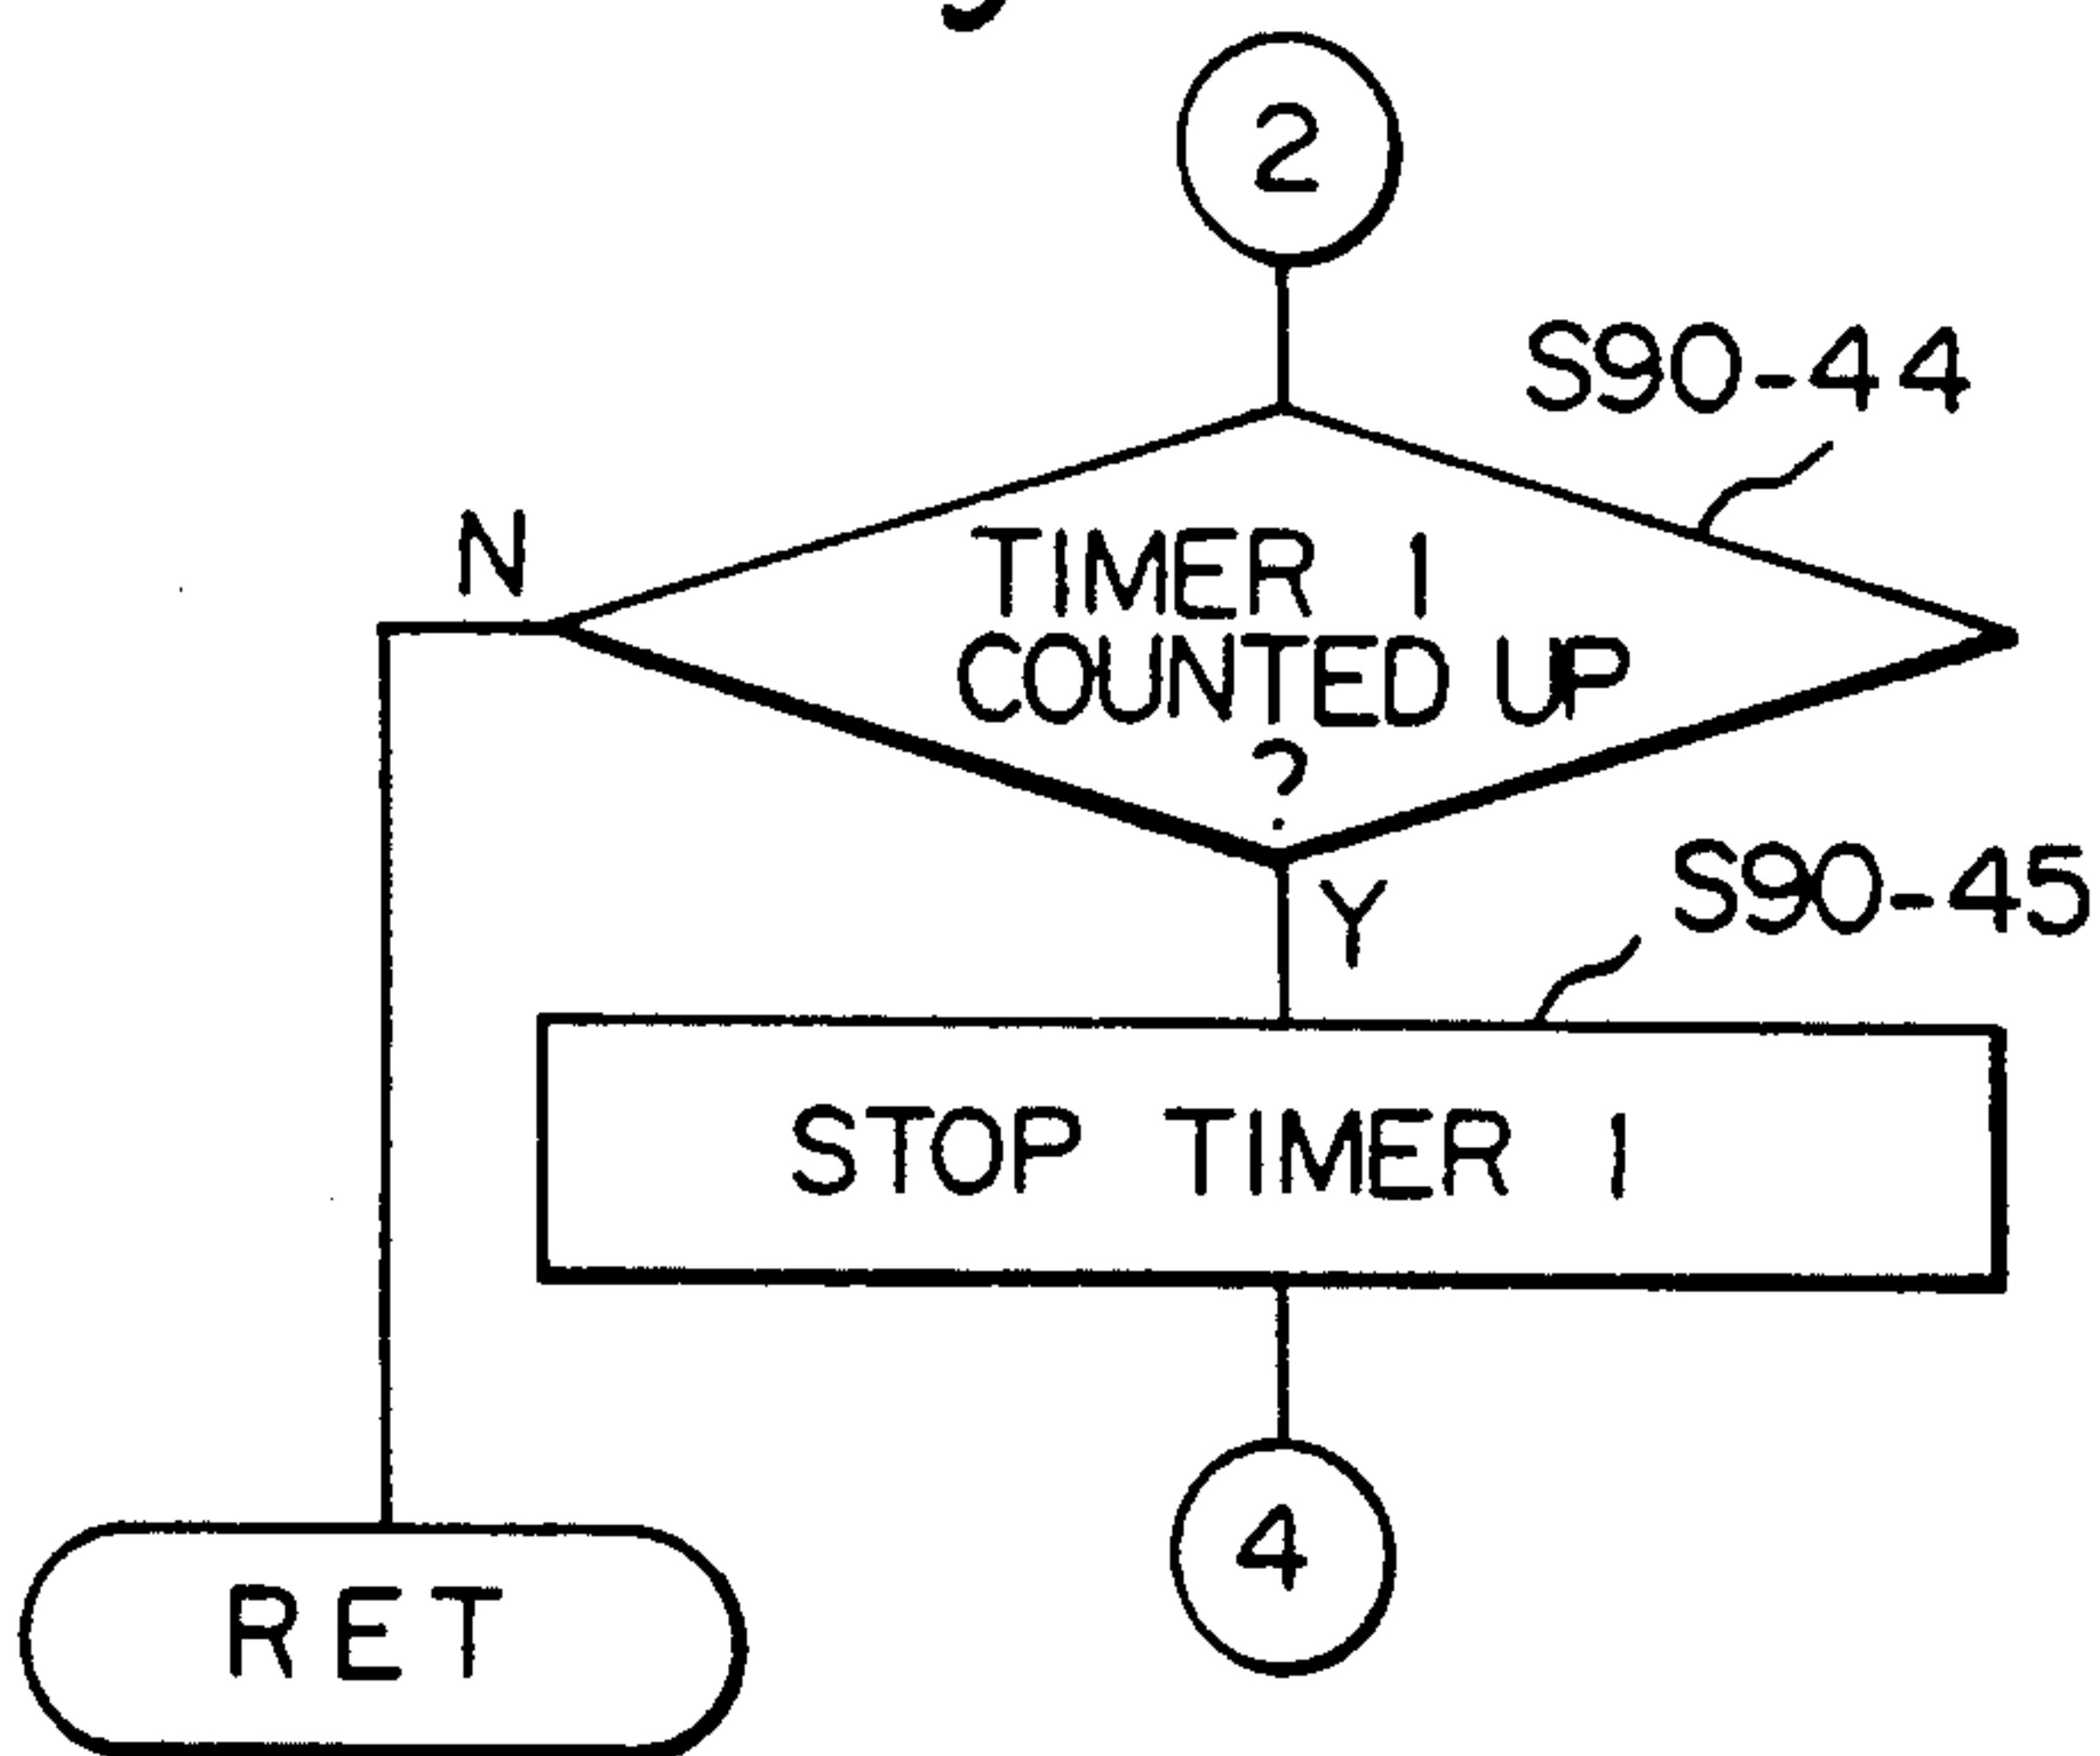 2
S90-44
N
TIMER 1
COUNTED UP
?
Y
S90-45
STOP TIMER 1
4
RET